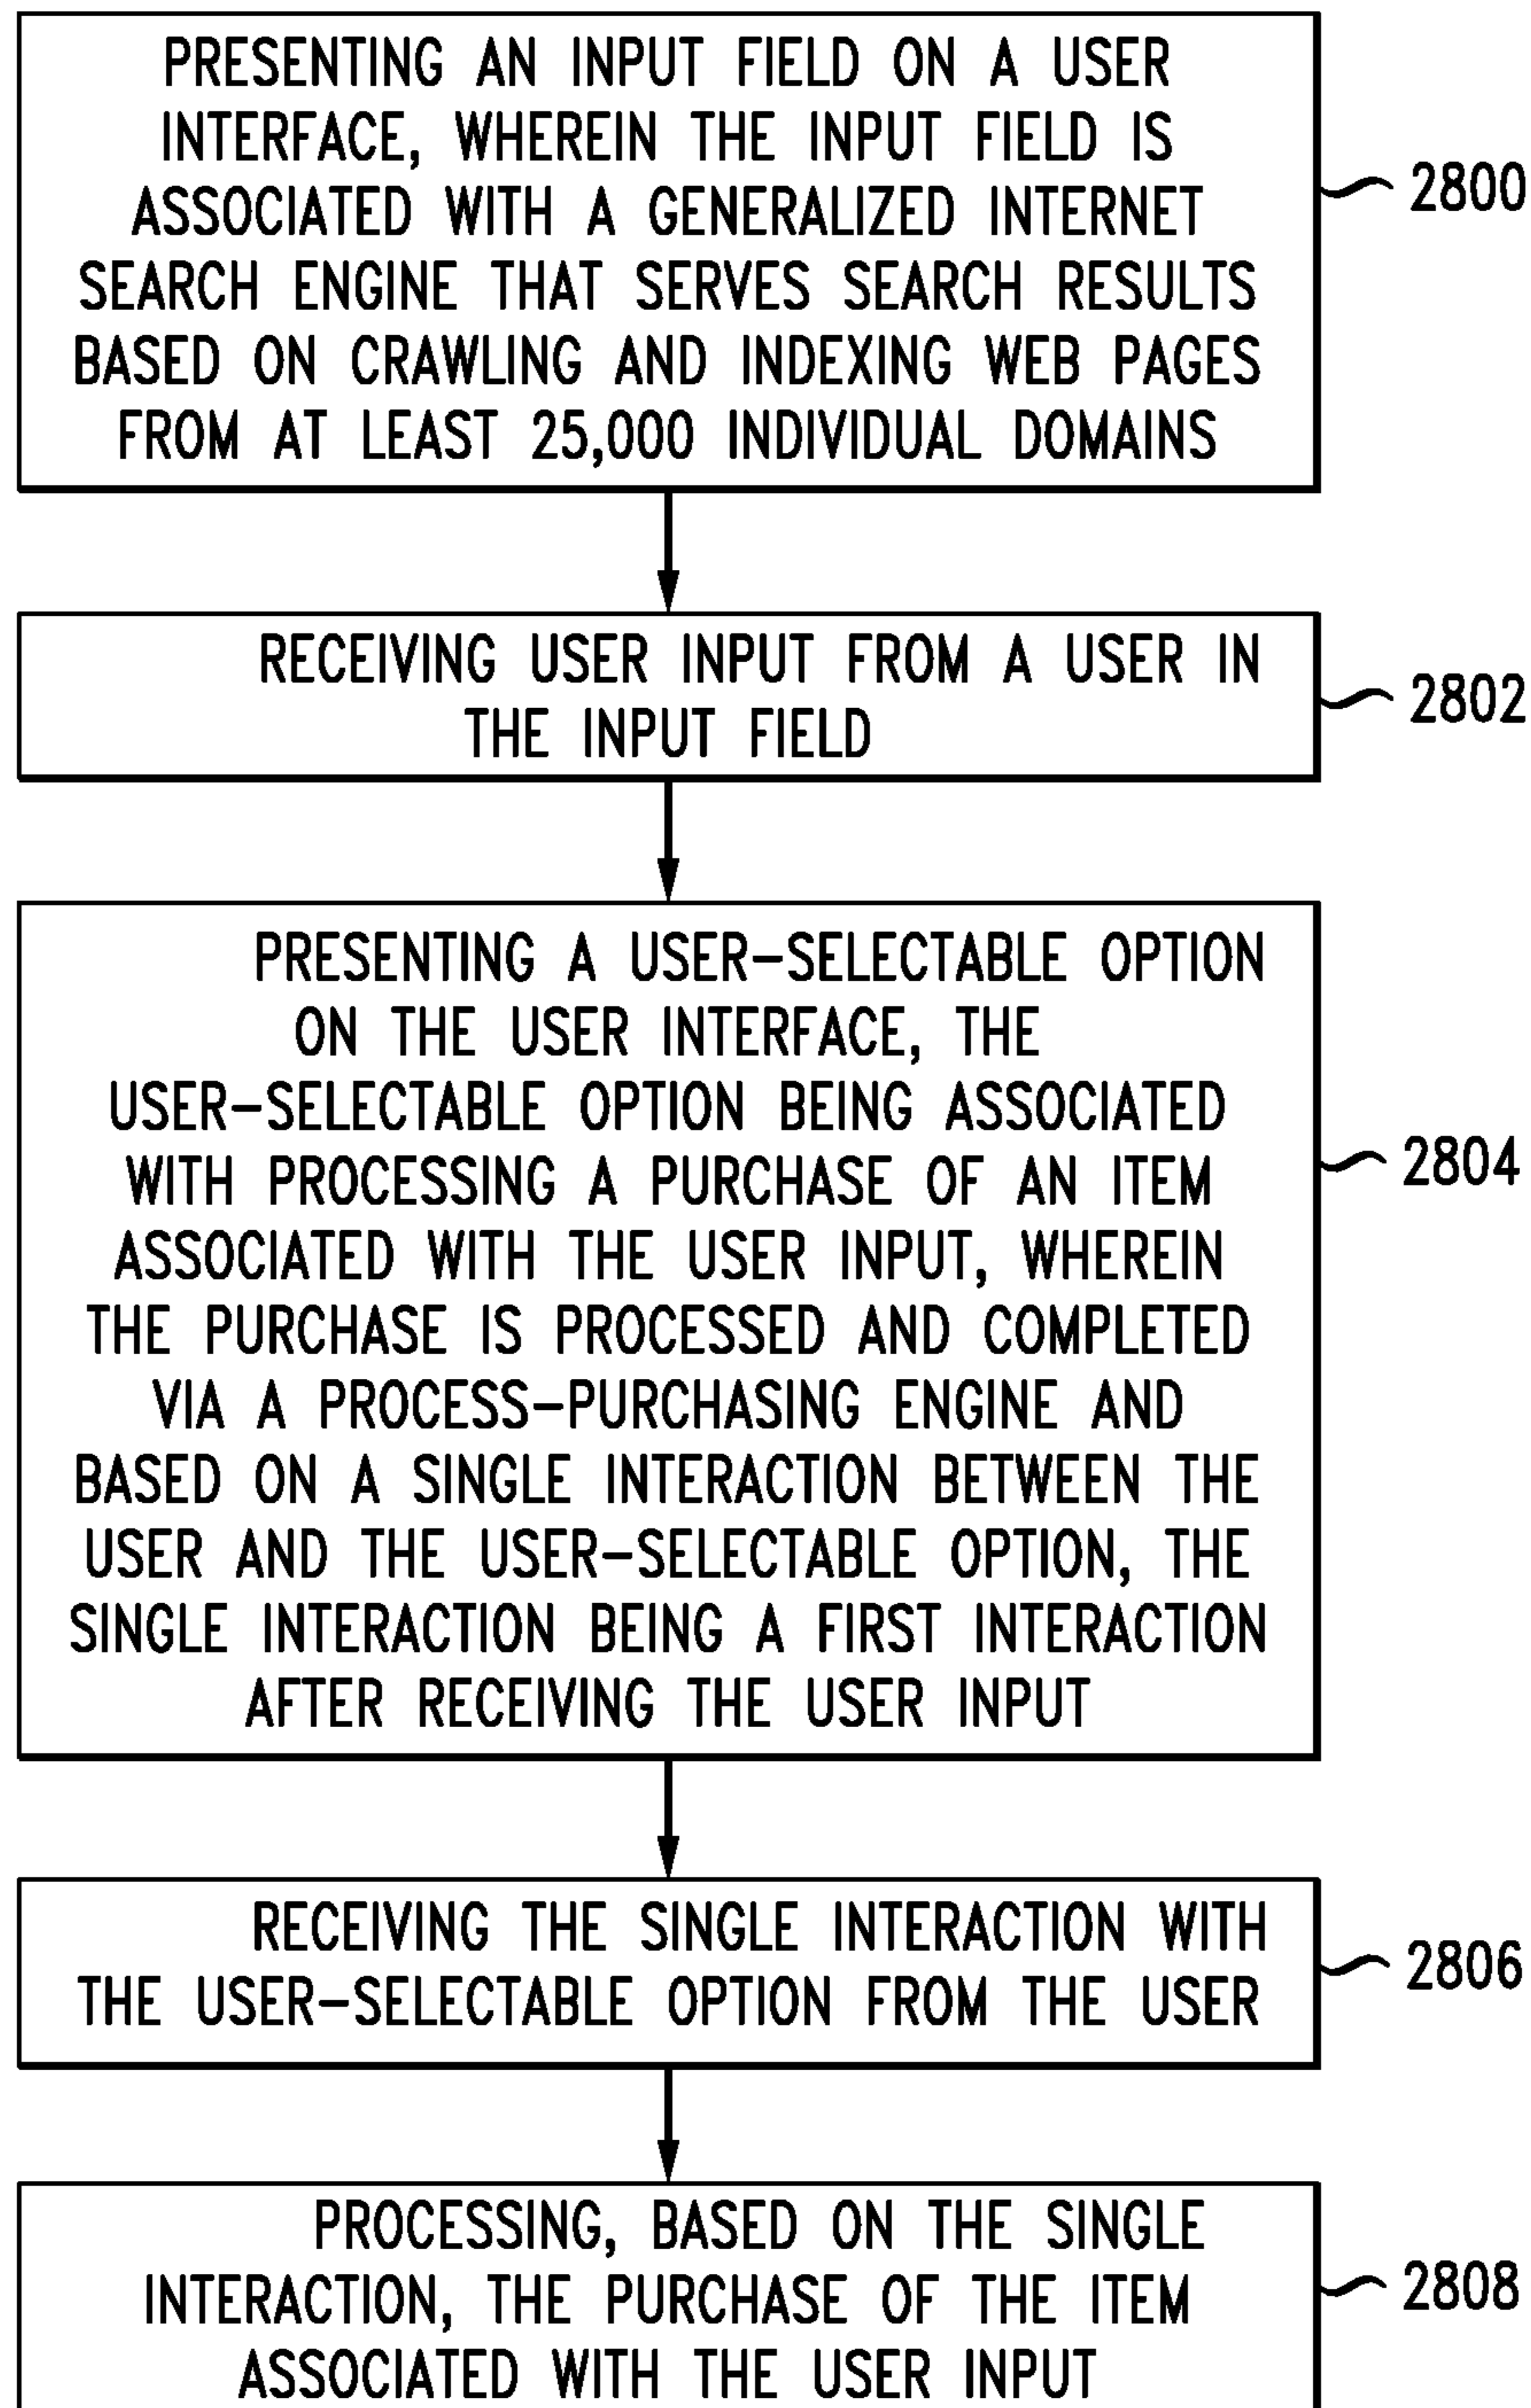 PRESENTING AN INPUT FIELD ON A USER
INTERFACE, WHEREIN THE INPUT FIELD IS
ASSOCIATED WITH A GENERALIZED INTERNET
SEARCH ENGINE THAT SERVES SEARCH RESULTS
BASED ON CRAWLING AND INDEXING WEB PAGES
FROM AT LEAST 25,000 INDIVIDUAL DOMAINS
2800
RECEIVING USER INPUT FROM A USER IN
THE INPUT FIELD
2802
PRESENTING A USER-SELECTABLE OPTION
ON THE USER INTERFACE, THE
USER-SELECTABLE OPTION BEING ASSOCIATED
WITH PROCESSING A PURCHASE OF AN ITEM
ASSOCIATED WITH THE USER INPUT, WHEREIN
THE PURCHASE IS PROCESSED AND COMPLETED
VIA A PROCESS-PURCHASING ENGINE AND
BASED ON A SINGLE INTERACTION BETWEEN THE
USER AND THE USER-SELECTABLE OPTION, THE
SINGLE INTERACTION BEING A FIRST INTERACTION
AFTER RECEIVING THE USER INPUT
2804
RECEIVING THE SINGLE INTERACTION WITH
THE USER-SELECTABLE OPTION FROM THE USER
2806
PROCESSING, BASED ON THE SINGLE
INTERACTION, THE PURCHASE OF THE ITEM
ASSOCIATED WITH THE USER INPUT
2808